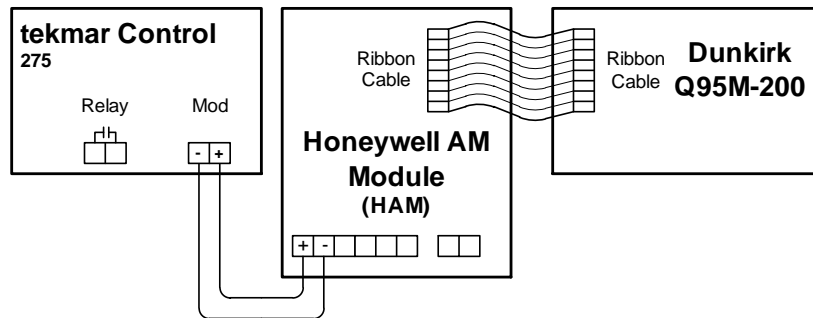 tekmar Control
275
Relay
Mod
- +
Ribbon
Cable
Honeywell AM
Module
(HAM)
+ -
Ribbon
Cable
Dunkirk
Q95M-200